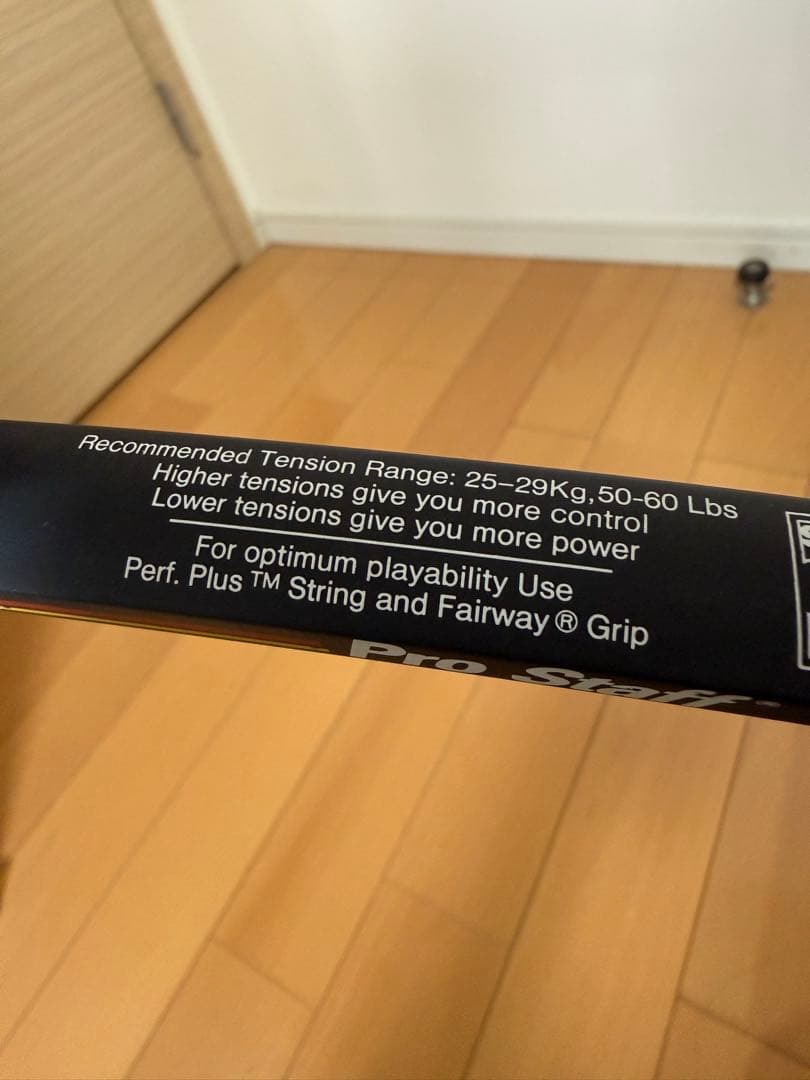 Recommended Tension Range: 25–29Kg,50-60 Lbs
Higher tensions give you more control
Lower tensions give you more power
For optimum playability Use
Perf. Plus ™ String and Fairway ® Grip
Pro Staff